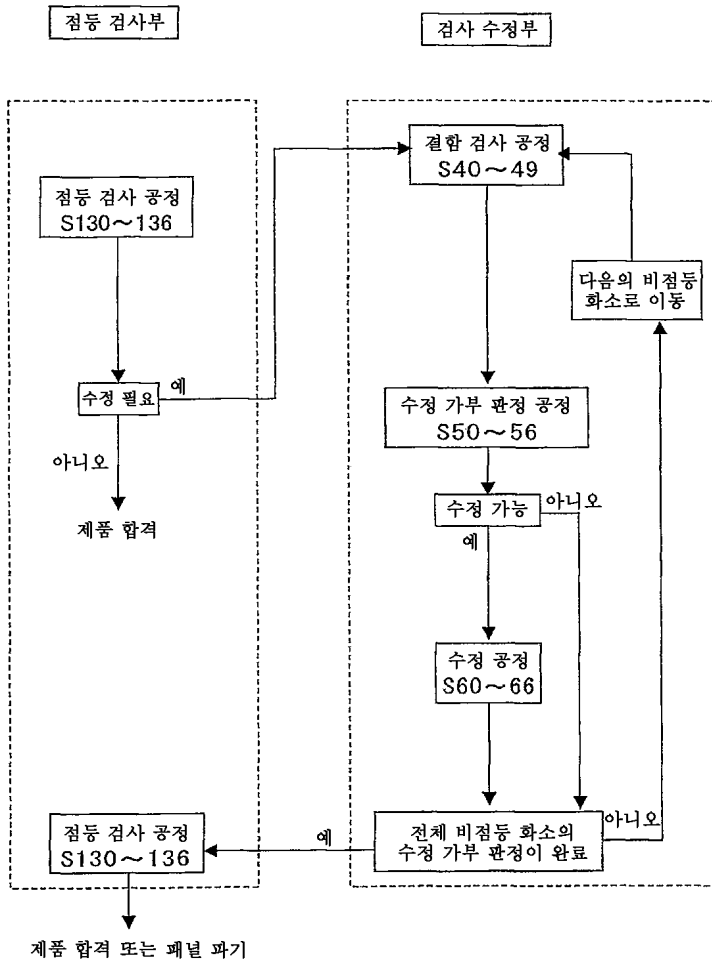 점등 검사부
검사 수정부
점등 검사 공정
S130～136
수정 필요
예
아니오
제품 합격
결함 검사 공정
S40～49
다음의 비점등
화소로 이동
수정 가부 판정 공정
S50～56
수정 가능
아니오
예
수정 공정
S60～66
전체 비점등 화소의
수정 가부 판정이 완료
아니오
예
점등 검사 공정
S130～136
제품 합격 또는 패널 파기